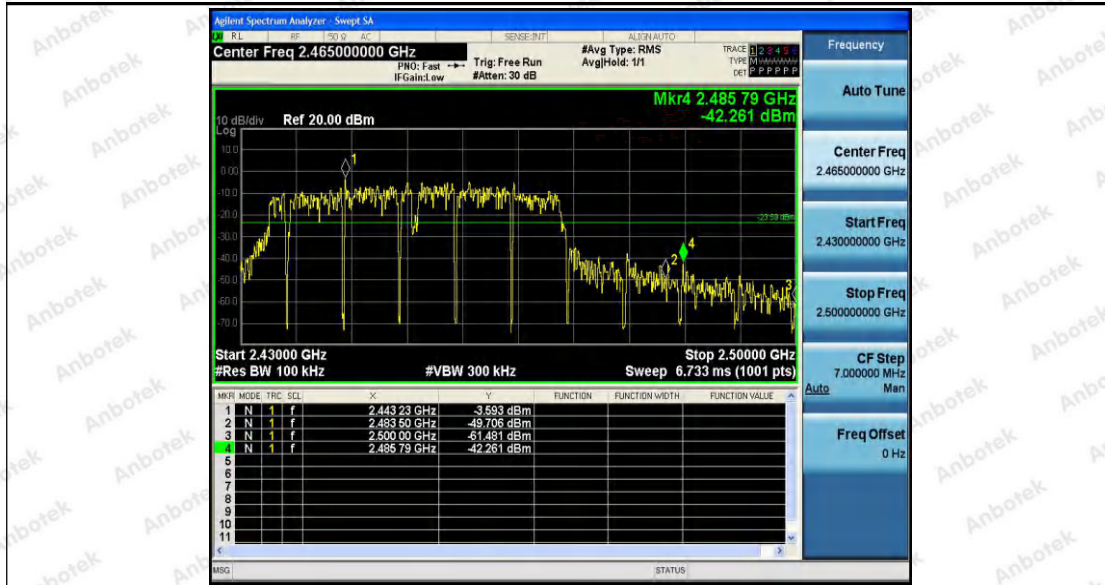 Agilent Spectrum Analyzer - Swept SA
RL RF 50 Ω AC SENSE:INT ALIGN AUTO
Center Freq 2.465000000 GHz
PNO: Fast
IFGain:Low
Trig: Free Run
#Atten: 30 dB
#Avg Type: RMS
Avg|Hold: 1/1
TRACE 1 2 3 4 5 6
TYPE M
DET P P P P P P
Mkr4 2.485 79 GHz
-42.261 dBm
10 dB/div Ref 20.00 dBm
Log
10.0
0.00
-10.0
-20.0
-30.0
-40.0
-50.0
-60.0
-70.0
1
2
3
4
Start 2.43000 GHz Stop 2.50000 GHz
#Res BW 100 kHz #VBW 300 kHz Sweep 6.733 ms (1001 pts)
MKR MODE TRC SCL X Y FUNCTION FUNCTION WIDTH FUNCTION VALUE
1 N 1 f 2.443 23 GHz -3.593 dBm
2 N 1 f 2.483 50 GHz -49.706 dBm
3 N 1 f 2.500 00 GHz -61.481 dBm
4 N 1 f 2.485 79 GHz -42.261 dBm
5
6
7
8
9
10
11
MSG STATUS
Frequency
Auto Tune
Center Freq
2.465000000 GHz
Start Freq
2.430000000 GHz
Stop Freq
2.500000000 GHz
CF Step
7.000000 MHz
Auto Man
Freq Offset
0 Hz
Anbotek